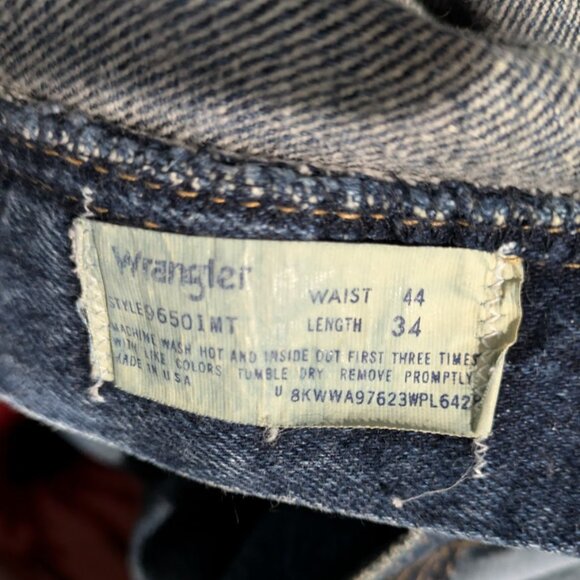 Wrangler
WAIST 44
STYLE 96501MT
LENGTH 34
MACHINE WASH HOT AND INSIDE OUT FIRST THREE TIMES
WITH LIKE COLORS TUMBLE DRY REMOVE PROMPTLY
MADE IN U.S.A
U 8KWWA97623WPL642